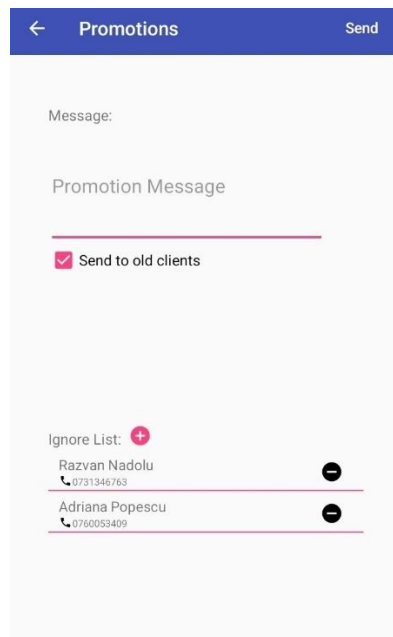 Promotions Send
Message:
Promotion Message
Send to old clients
Ignore List:
Razvan Nadolu
0731346763
Adriana Popescu
0760053409